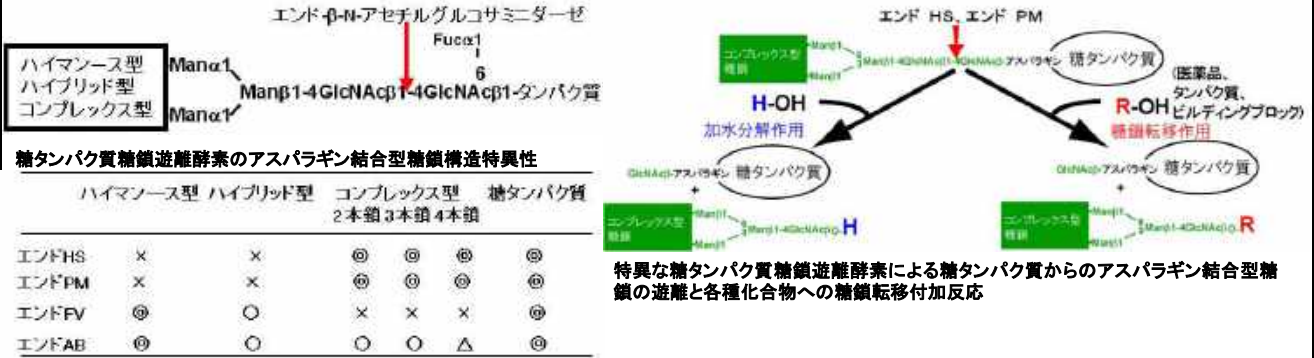 エンド-β-N-アセチルグルコサミニダーゼ
Fucα1
6
ハイマンノース型
ハイブリッド型
コンプレックス型
Manα1
Manα1
Manβ1-4GlcNAcβ1-4GlcNAcβ1-タンパク質
糖タンパク質糖鎖遊離酵素のアスパラギン結合型糖鎖構造特異性
ハイマンノース型 ハイブリッド型 コンプレックス型 糖タンパク質
2本鎖 3本鎖 4本鎖
エンドHS × × ◎ ◎ ◎ ◎
エンドPM × × ◎ ◎ ◎ ◎
エンドFV ◎ ○ × × × ◎
エンドAB ◎ ○ ○ ○ △ ◎
エンド HS、エンド PM
コンプレックス型
糖鎖
Manβ1-4GlcNAcβ1-4GlcNAcβ-アスパラギン 糖タンパク質
H-OH
加水分解作用
R-OH
(医薬品、
タンパク質、
ビルディングブロック)
糖鎖転移作用
GlcNAcβ-アスパラギン 糖タンパク質
+
コンプレックス型
糖鎖
Manβ1-4GlcNAcβ-H
GlcNAcβ-アスパラギン 糖タンパク質
+
コンプレックス型
糖鎖
Manβ1-4GlcNAcβ-R
特異な糖タンパク質糖鎖遊離酵素による糖タンパク質からのアスパラギン結合型糖
鎖の遊離と各種化合物への糖鎖転移付加反応